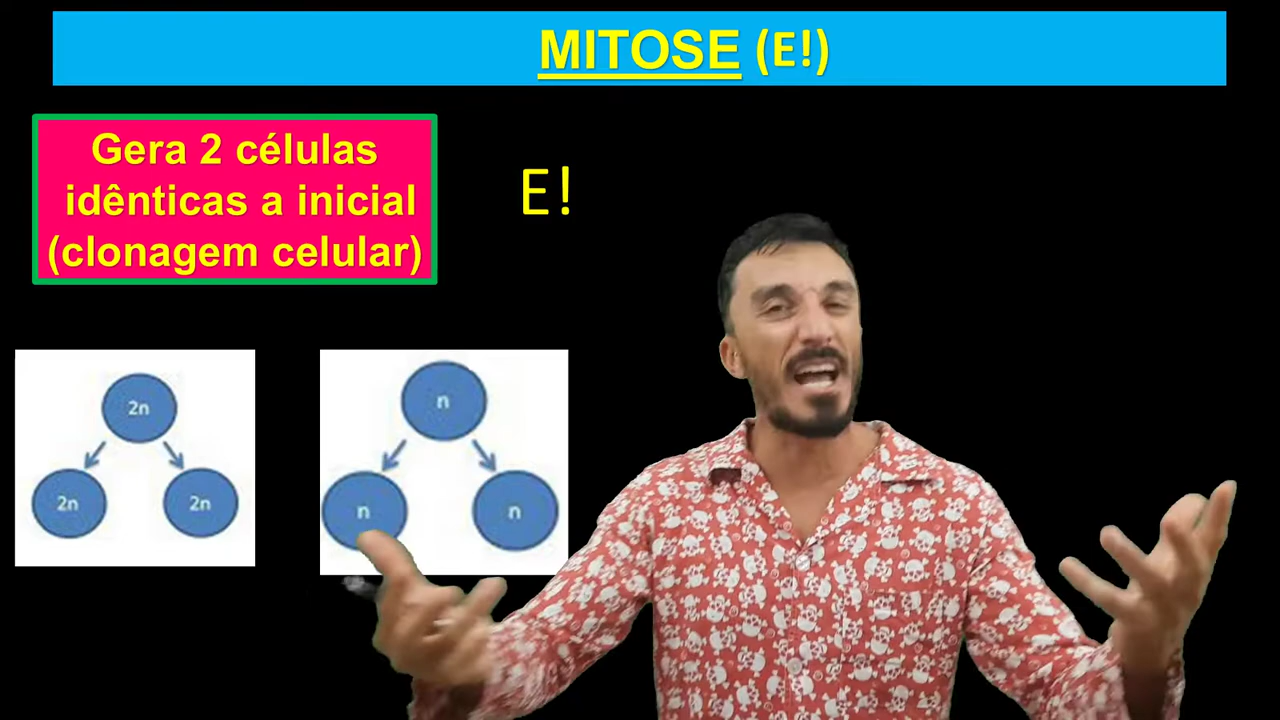 MITOSE (E!)
Gera 2 células
idênticas a inicial
(clonagem celular)
E!
2n
2n
2n
n
n
n